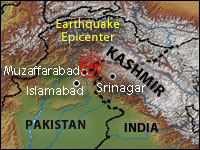 Earthquake
Epicenter
KASHMIR
Muzaffarabad
Srinagar
Islamabad
PAKISTAN
INDIA